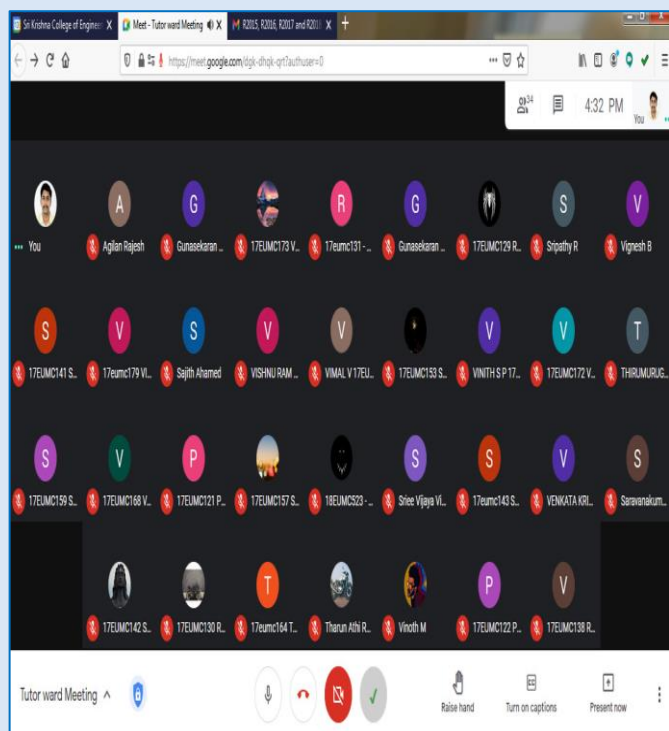 Sri Krishna College of Engineer X Meet - Tutor ward Meeting X R2015, R2016, R2017 and R2018 X +
https://meet.google.com/dgk-dhqk-qrt?authuser=0
34 4:32 PM You
A G R G S V
You Agilan Rajesh Gunasekaran ... 17EUMC173 V... 17eumc131 - ... Gunasekaran ... 17EUMC129 R... Sripathy R Vignesh B
S V S V V V V T
17EUMC141 S... 17eumc179 VI... Sajith Ahamed VISHNU RAM ... VIMAL V 17EU... 17EUMC153 S... VINITH S P 17... 17EUMC172 V... THIRUMURUG...
S V P S S V S
17EUMC159 S... 17EUMC168 V... 17EUMC121 P... 17EUMC157 S... 18EUMC523 - ... Sriee Vijaya Vi... 17eumc143 S... VENKATA KRI... Saravanakum...
T P V
17EUMC142 S... 17EUMC130 R... 17eumc164 T... Tharun Athi R... Vinoth M 17EUMC122 P... 17EUMC138 R...
Tutor ward Meeting Raise hand Turn on captions Present now